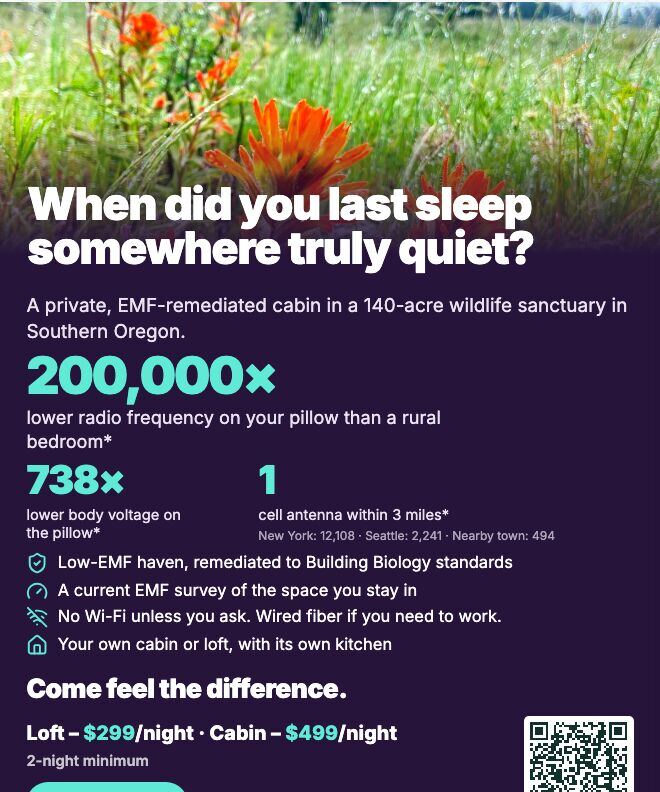 When did you last sleep
somewhere truly quiet?
A private, EMF-remediated cabin in a 140-acre wildlife sanctuary in
Southern Oregon.
200,000×
lower radio frequency on your pillow than a rural
bedroom*
738×
lower body voltage on
the pillow*
1
cell antenna within 3 miles*
New York: 12,108 · Seattle: 2,241 · Nearby town: 494
Low-EMF haven, remediated to Building Biology standards
A current EMF survey of the space you stay in
No Wi-Fi unless you ask. Wired fiber if you need to work.
Your own cabin or loft, with its own kitchen
Come feel the difference.
Loft – $299/night · Cabin – $499/night
2-night minimum